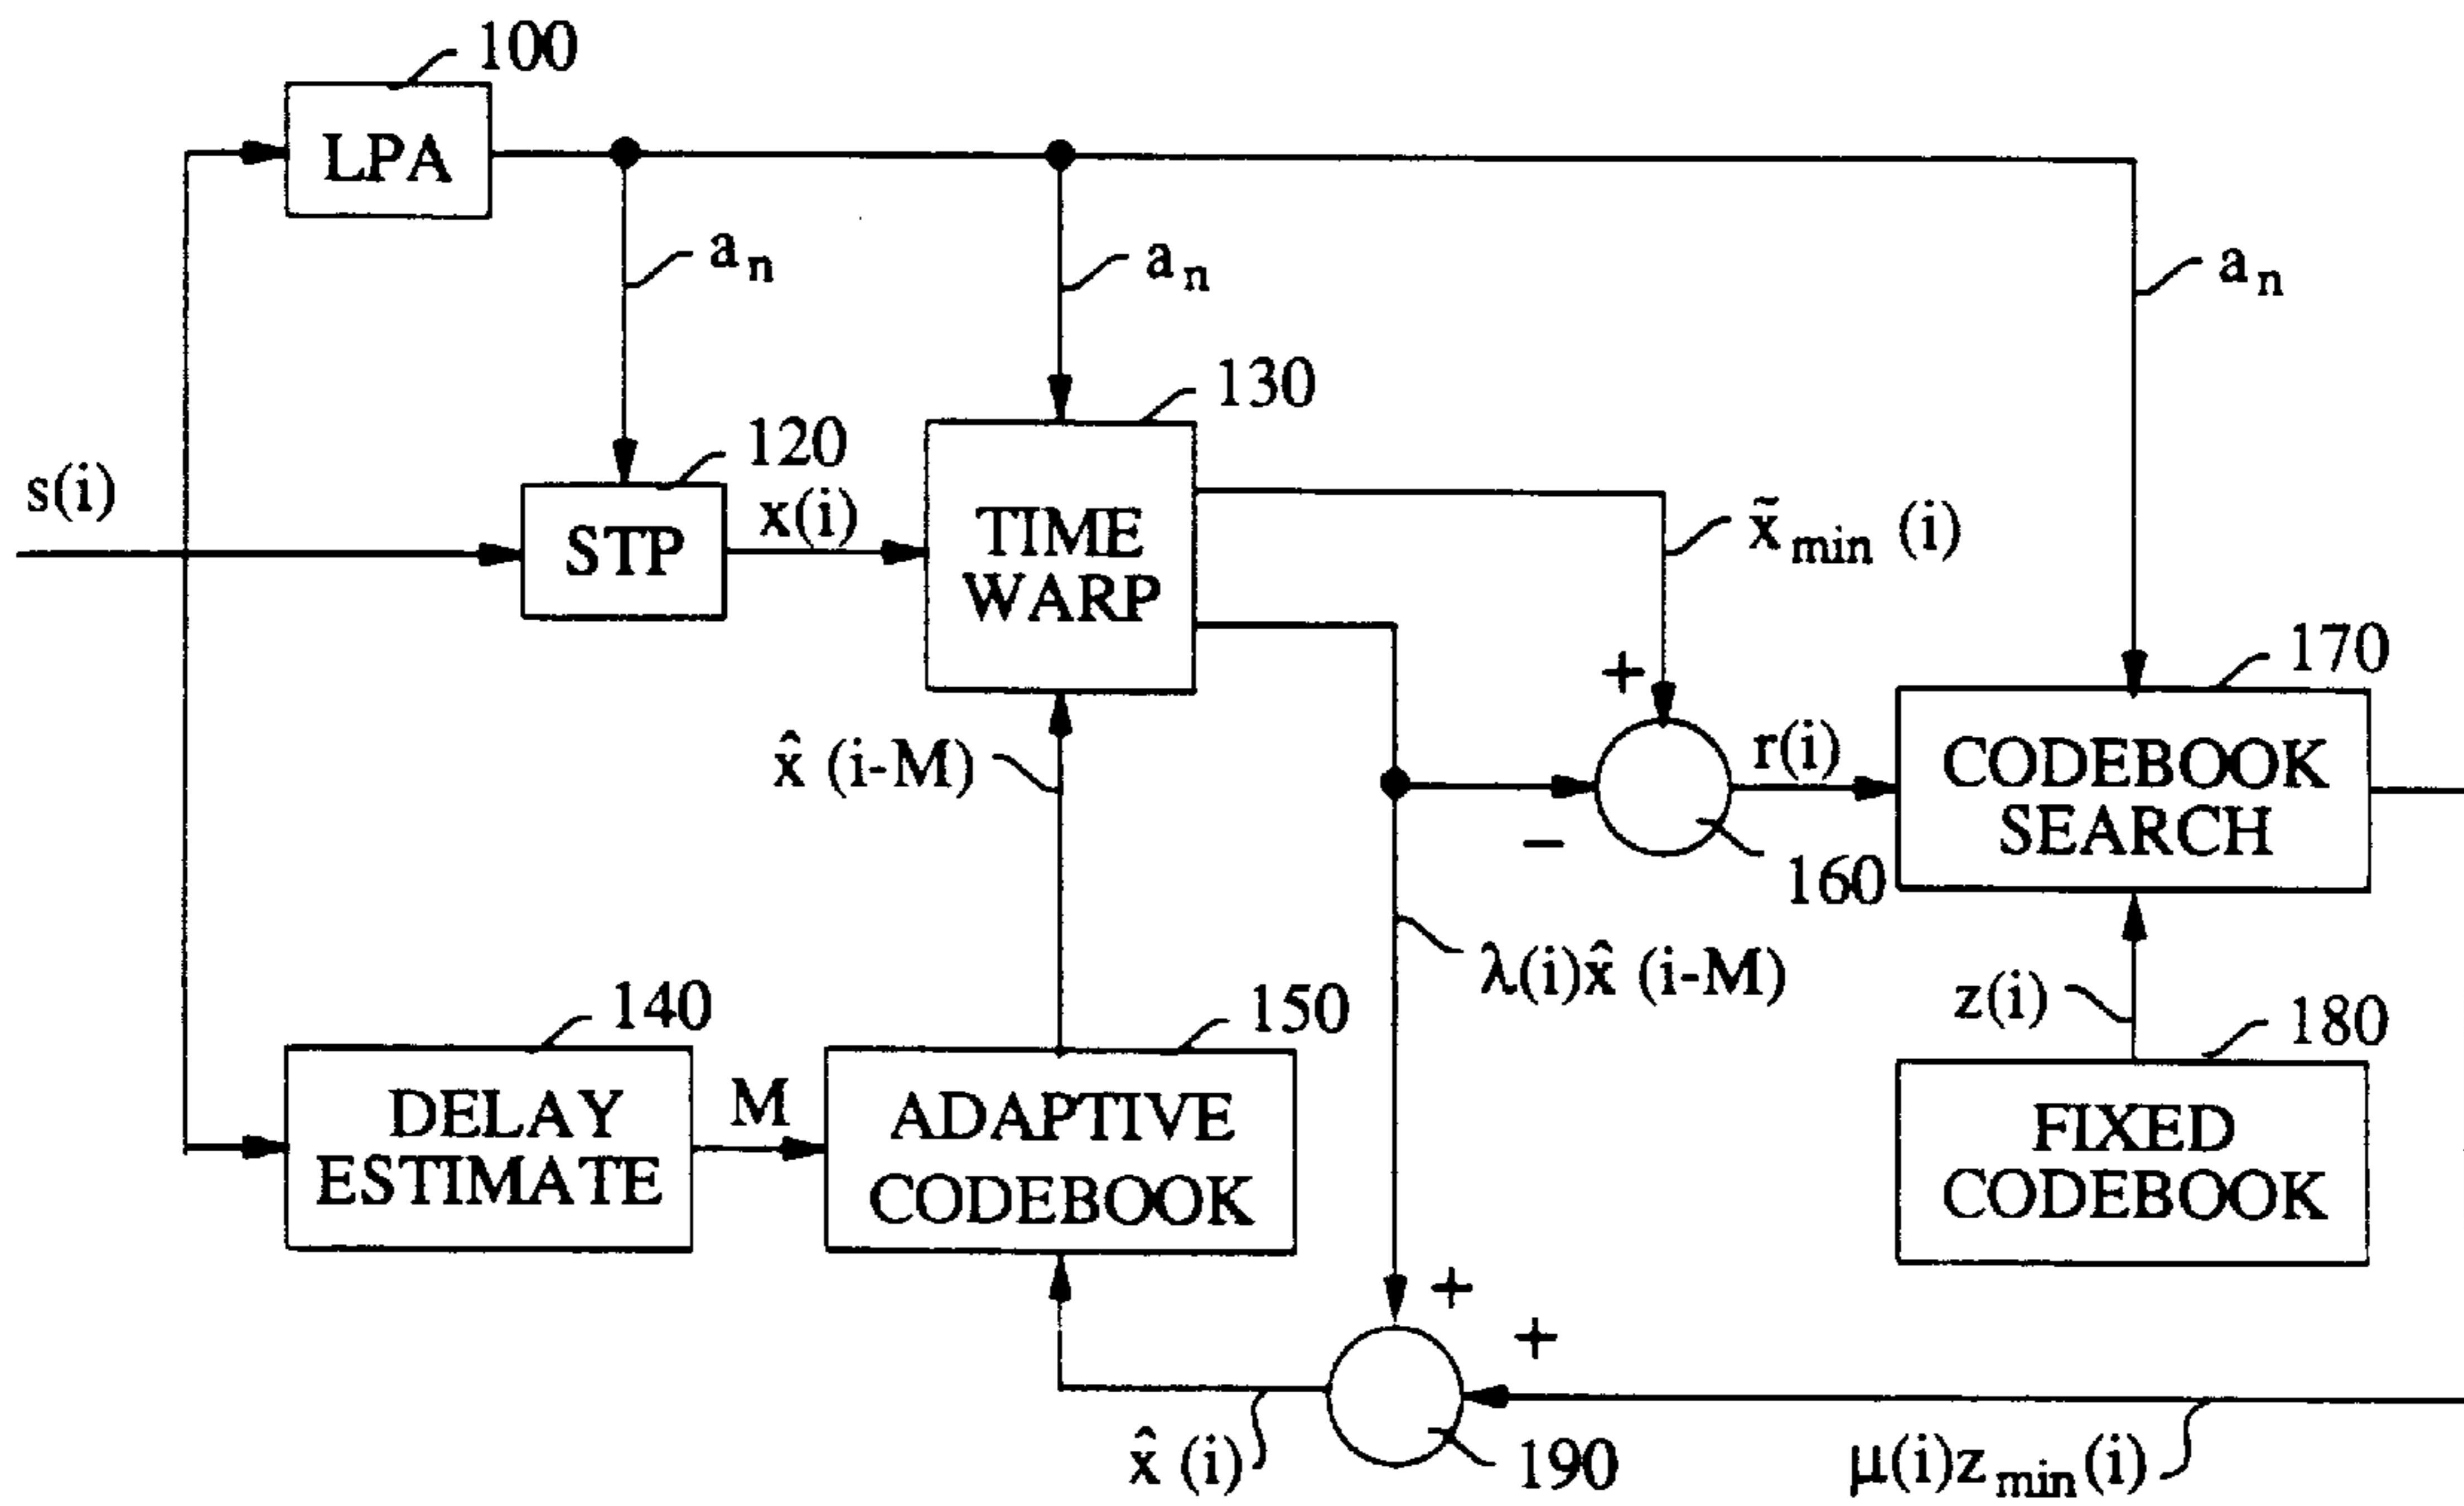 100
LPA
a n
a n
a n
130
120
s(i)
x(i)
STP
TIME
WARP
x̃ min (i)
170
+
x̂ (i-M)
r(i)
CODEBOOK
SEARCH
−
160
λ(i)x̂ (i-M)
140
150
z(i)
180
DELAY
ESTIMATE
M
ADAPTIVE
CODEBOOK
FIXED
CODEBOOK
+
+
x̂ (i)
190
μ(i)z min (i)